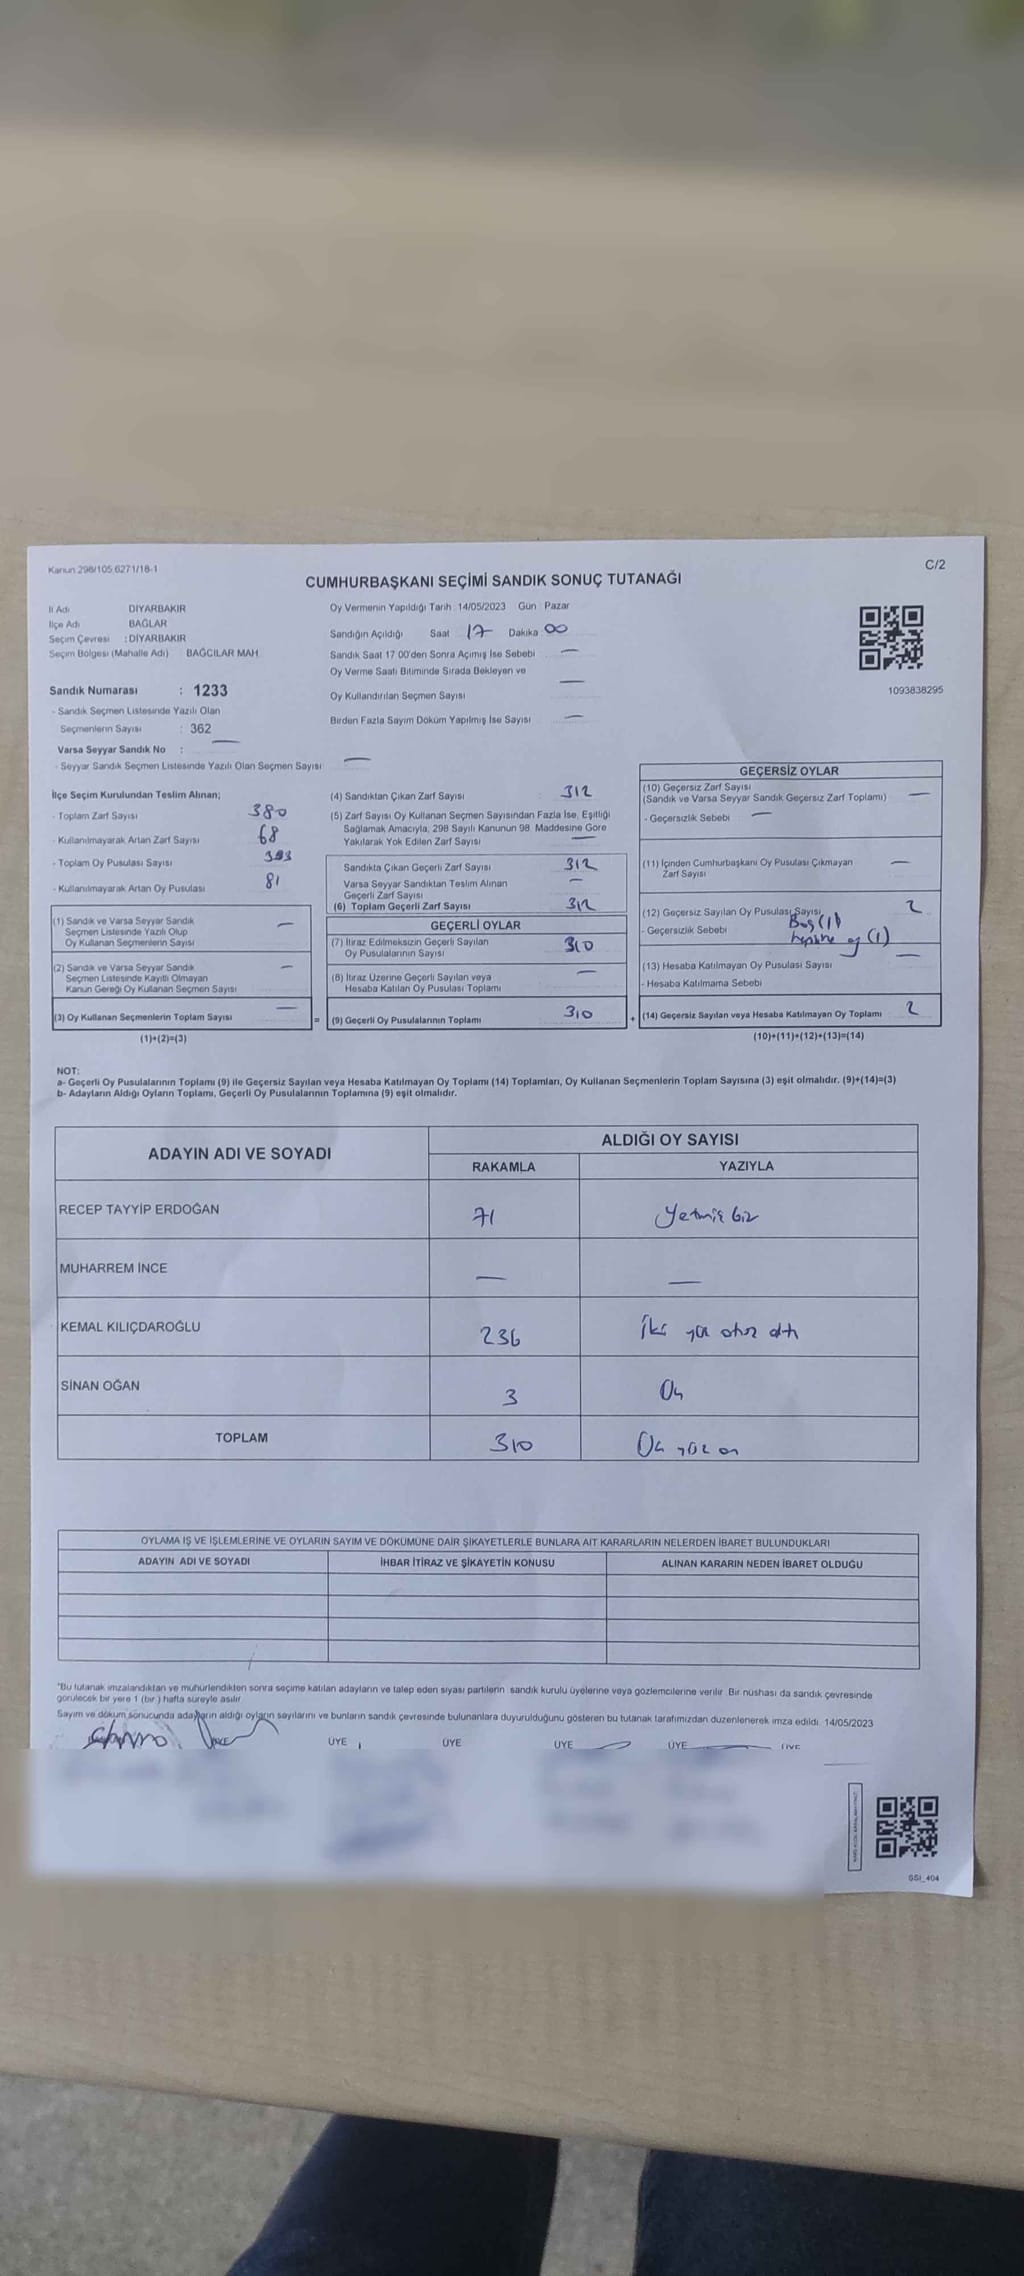 Kanun 298/105 6271/18-1
C/2
CUMHURBAŞKANI SEÇİMİ SANDIK SONUÇ TUTANAĞI
İl Adı DİYARBAKIR
İlçe Adı BAĞLAR
Seçim Çevresi : DİYARBAKIR
Seçim Bölgesi (Mahalle Adı) BAĞCILAR MAH.
Sandık Numarası : 1233
- Sandık Seçmen Listesinde Yazılı Olan
Seçmenlerin Sayısı : 362
Varsa Seyyar Sandık No : —
- Seyyar Sandık Seçmen Listesinde Yazılı Olan Seçmen Sayısı —
Oy Vermenin Yapıldığı Tarih : 14/05/2023 Gün : Pazar
Sandığın Açıldığı Saat 17 Dakika 00
Sandık Saat 17 00'den Sonra Açımış İse Sebebi —
Oy Verme Saati Bitiminde Sırada Bekleyen ve
Oy Kullandırılan Seçmen Sayısı —
Birden Fazla Sayım Döküm Yapılmış İse Sayısı —
1093838295
İlçe Seçim Kurulundan Teslim Alınan;
- Toplam Zarf Sayısı 380
- Kullanılmayarak Artan Zarf Sayısı 68
- Toplam Oy Pusulası Sayısı 393
- Kullanılmayarak Artan Oy Pusulası 81
(1) Sandık ve Varsa Seyyar Sandık
Seçmen Listesinde Yazılı Olup
Oy Kullanan Seçmenlerin Sayısı —
(2) Sandık ve Varsa Seyyar Sandık
Seçmen Listesinde Kayıtlı Olmayan
Kanun Gereği Oy Kullanan Seçmen Sayısı —
(3) Oy Kullanan Seçmenlerin Toplam Sayısı —
(1)+(2)=(3)
(4) Sandıktan Çıkan Zarf Sayısı 312
(5) Zarf Sayısı Oy Kullanan Seçmen Sayısından Fazla İse, Eşitliği
Sağlamak Amacıyla, 298 Sayılı Kanunun 98. Maddesine Göre
Yakılarak Yok Edilen Zarf Sayısı —
Sandıkta Çıkan Geçerli Zarf Sayısı 312
Varsa Seyyar Sandıktan Teslim Alınan
Geçerli Zarf Sayısı —
(6) Toplam Geçerli Zarf Sayısı 312
GEÇERLİ OYLAR
(7) İtiraz Edilmeksizin Geçerli Sayılan
Oy Pusulalarının Sayısı 310
(8) İtiraz Üzerine Geçerli Sayılan veya
Hesaba Katılan Oy Pusulası Toplamı —
= (9) Geçerli Oy Pusulalarının Toplamı 310
GEÇERSİZ OYLAR
(10) Geçersiz Zarf Sayısı
(Sandık ve Varsa Seyyar Sandık Geçersiz Zarf Toplamı) —
- Geçersizlik Sebebi —
(11) İçinden Cumhurbaşkanı Oy Pusulası Çıkmayan
Zarf Sayısı —
(12) Geçersiz Sayılan Oy Pusulası Sayısı 2
- Geçersizlik Sebebi Boş (1)
(1)
(13) Hesaba Katılmayan Oy Pusulası Sayısı —
- Hesaba Katılmama Sebebi
+ (14) Geçersiz Sayılan veya Hesaba Katılmayan Oy Toplamı 2
(10)+(11)+(12)+(13)=(14)
NOT:
a- Geçerli Oy Pusulalarının Toplamı (9) ile Geçersiz Sayılan veya Hesaba Katılmayan Oy Toplamı (14) Toplamları, Oy Kullanan Seçmenlerin Toplam Sayısına (3) eşit olmalıdır. (9)+(14)=(3)
b- Adayların Aldığı Oyların Toplamı, Geçerli Oy Pusulalarının Toplamına (9) eşit olmalıdır.
ADAYIN ADI VE SOYADI
ALDIĞI OY SAYISI
RAKAMLA YAZIYLA
RECEP TAYYİP ERDOĞAN 71 Yetmiş bir
MUHARREM İNCE — —
KEMAL KILIÇDAROĞLU 236 İki yüz otuz altı
SİNAN OĞAN 3
TOPLAM 310 yüz on
OYLAMA İŞ VE İŞLEMLERİNE VE OYLARIN SAYIM VE DÖKÜMÜNE DAİR ŞİKAYETLERLE BUNLARA AİT KARARLARIN NELERDEN İBARET BULUNDUKLARI
ADAYIN ADI VE SOYADI İHBAR İTİRAZ VE ŞİKAYETİN KONUSU ALINAN KARARIN NEDEN İBARET OLDUĞU
*Bu tutanak imzalandıktan ve mühürlendikten sonra seçime katılan adayların ve talep eden siyasi partilerin sandık kurulu üyelerine veya gözlemcilerine verilir. Bir nüshası da sandık çevresinde
görülecek bir yere 1 (bir) hafta süreyle asılır.
Sayım ve döküm sonucunda adayların aldığı oyların sayılarını ve bunların sandık çevresinde bulunanlara duyurulduğunu gösteren bu tutanak tarafımızdan düzenlenerek imza edildi. 14/05/2023
ÜYE ÜYE ÜYE ÜYE ÜYE
GSI_404